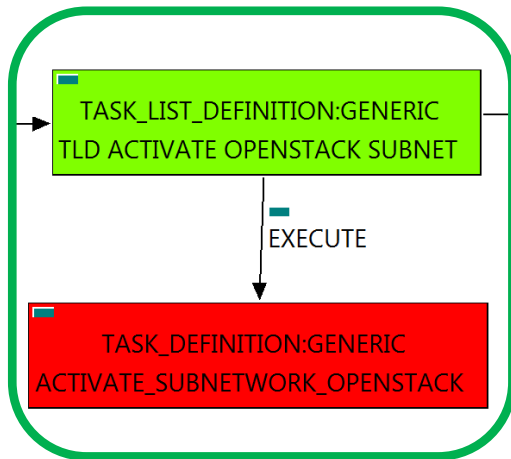 TASK_LIST_DEFINITION:GENERIC
TLD ACTIVATE OPENSTACK SUBNET
EXECUTE
TASK_DEFINITION:GENERIC
ACTIVATE_SUBNETWORK_OPENSTACK